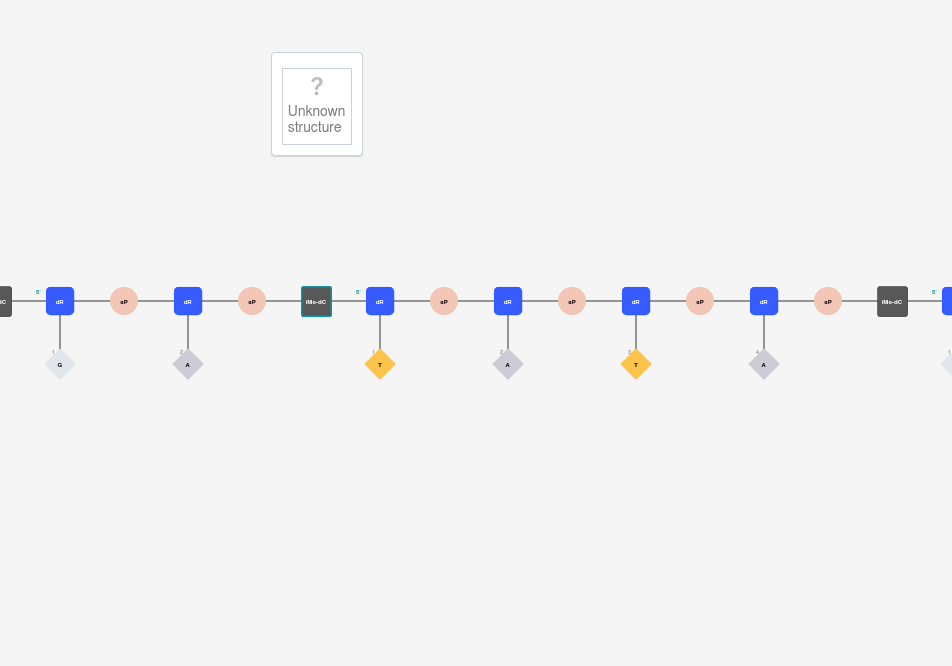 ?
Unknown
structure
dC 5' dR sP dR sP iMe-dC 5' dR sP dR sP dR sP dR sP iMe-dC 5'
1 2 1 2 3 4 1
G A T A T A